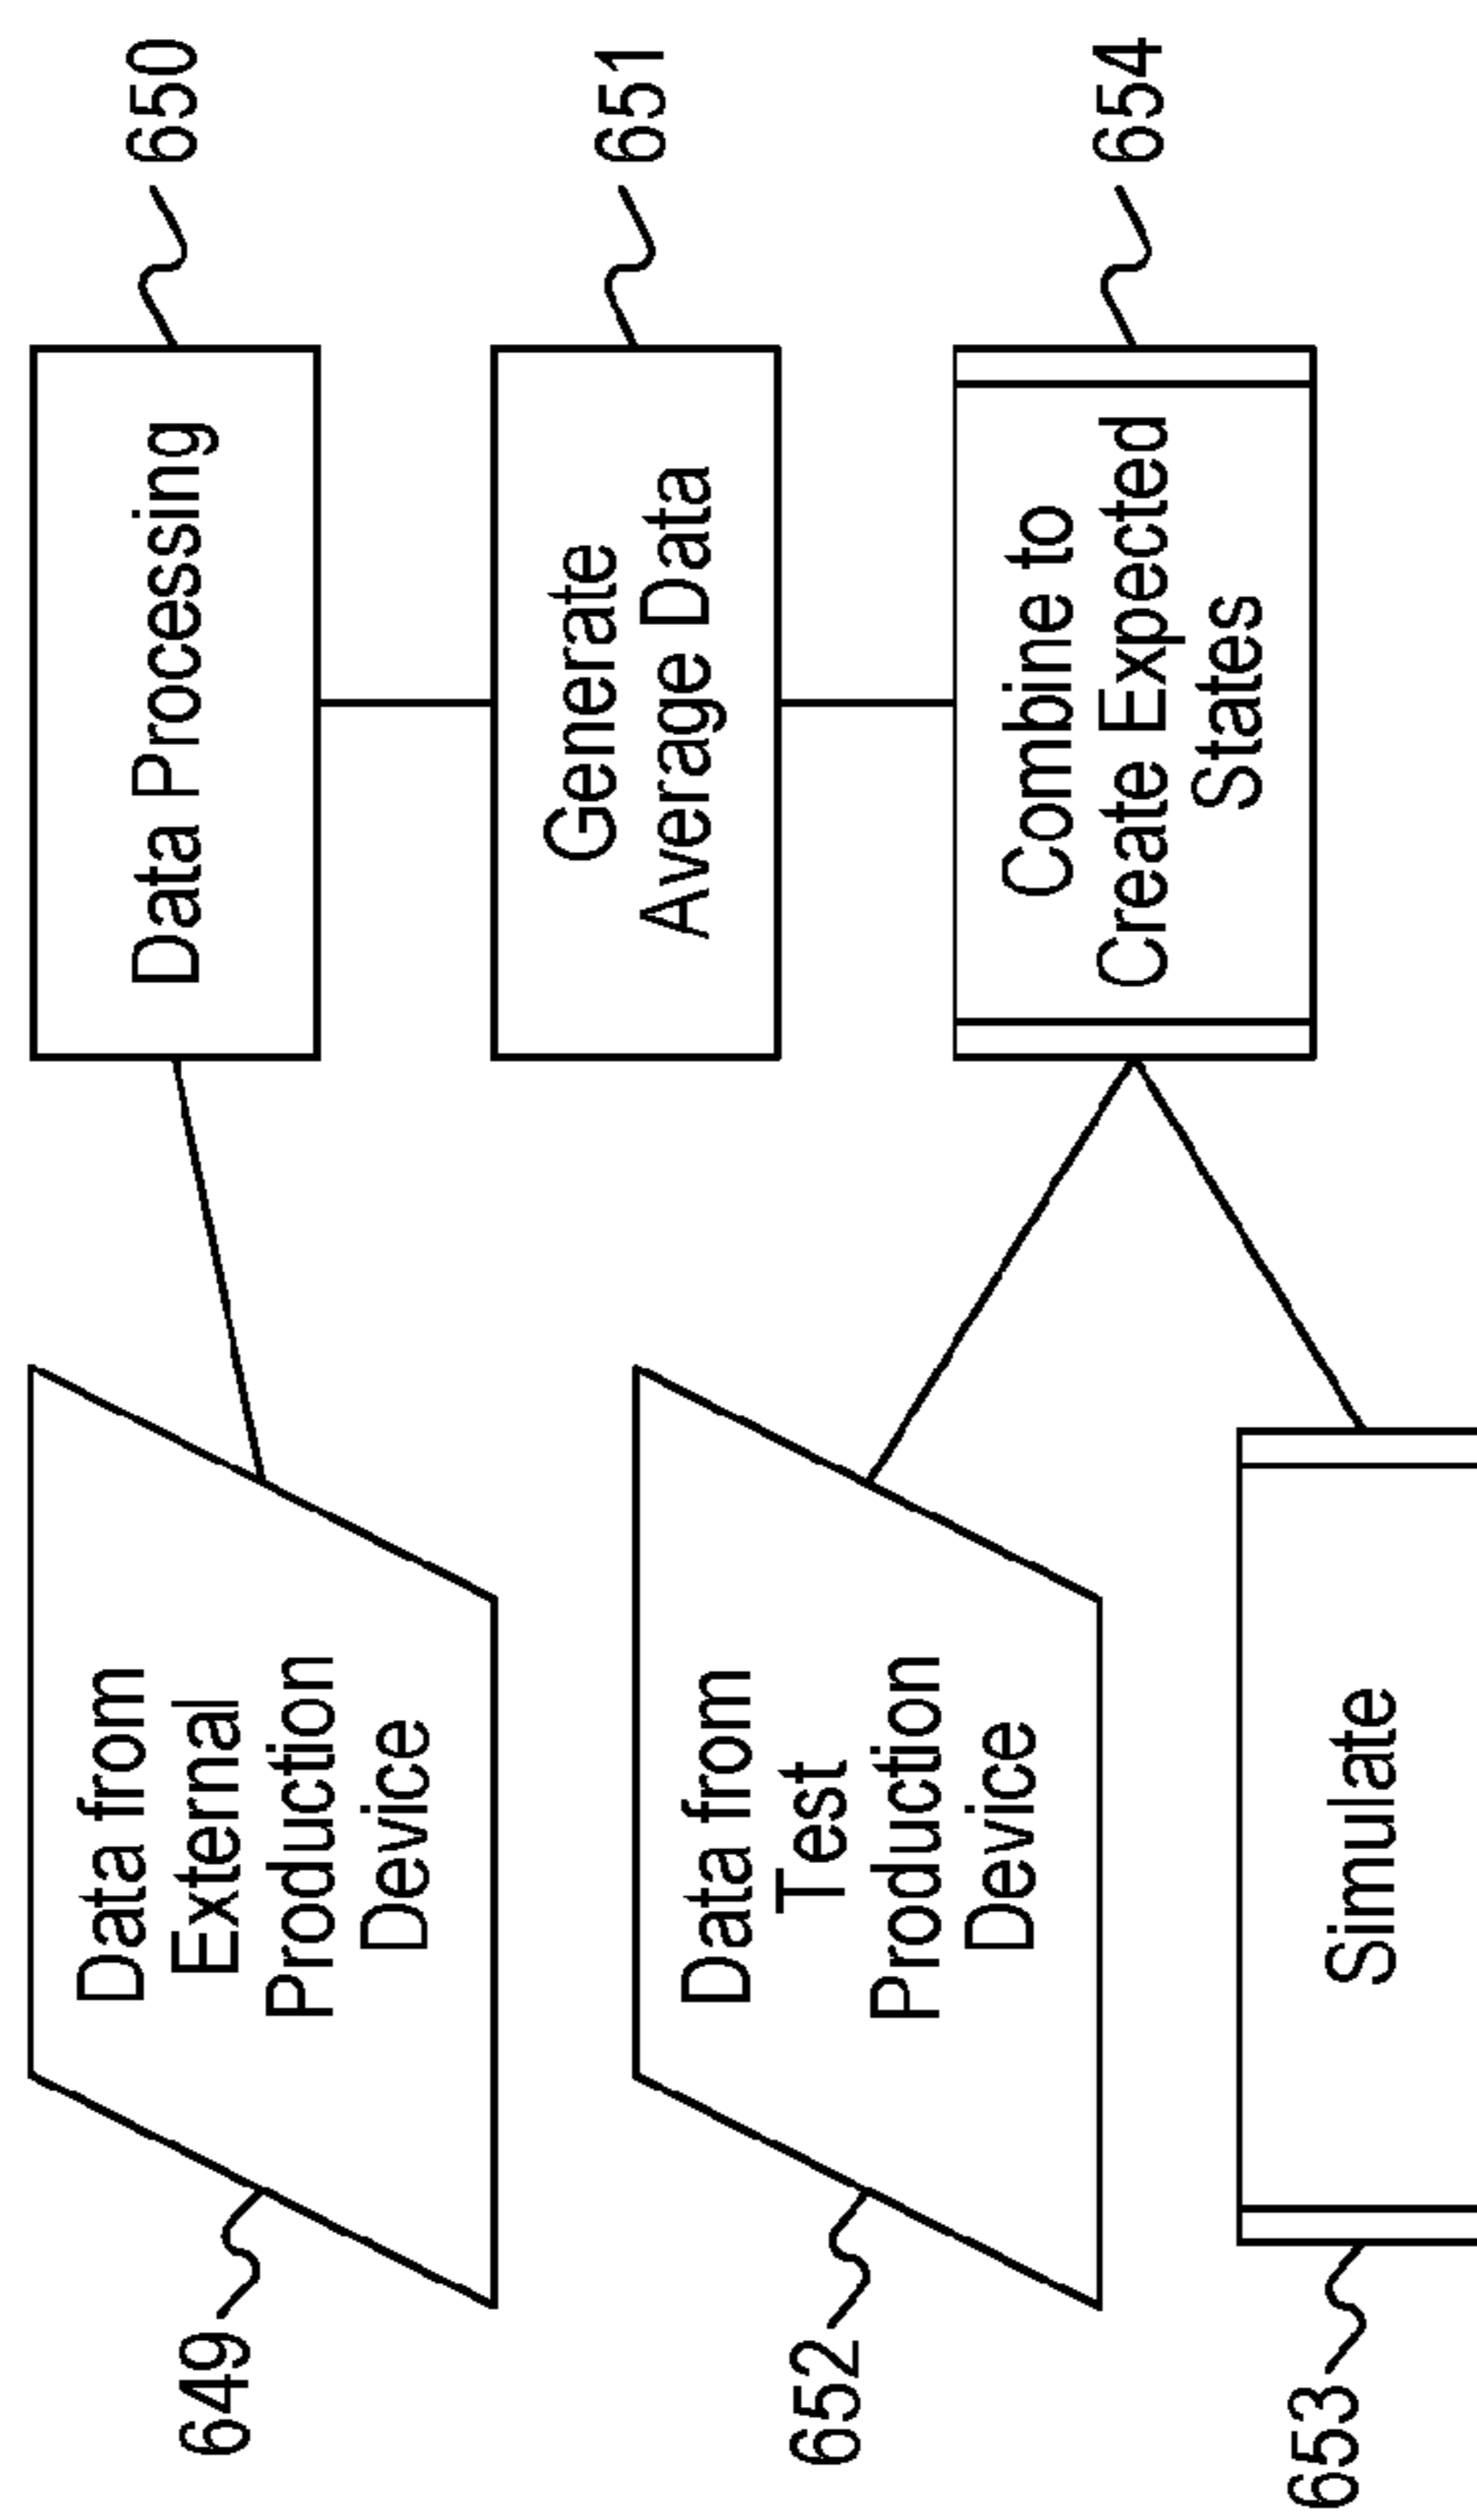 650
Data Processing
Data from
External
Production
Device
649
651
Generate
Average Data
654
Combine to
Create Expected
States
Data from
Test
Production
Device
652
Simulate
653